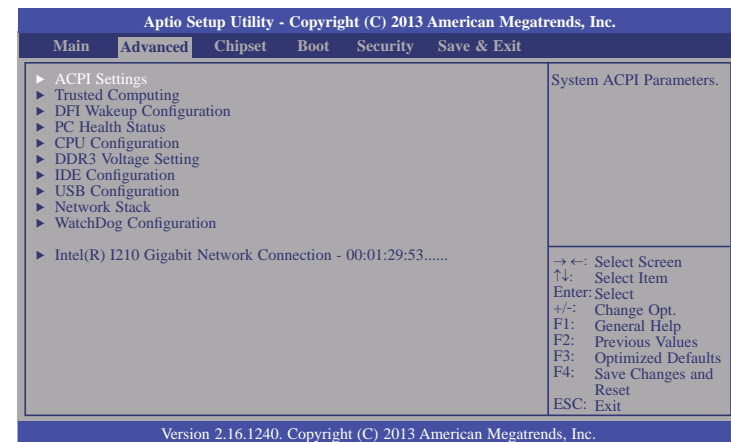 Aptio Setup Utility - Copyright (C) 2013 American Megatrends, Inc.
Main Advanced Chipset Boot Security Save & Exit
► ACPI Settings
► Trusted Computing
► DFI Wakeup Configuration
► PC Health Status
► CPU Configuration
► DDR3 Voltage Setting
► IDE Configuration
► USB Configuration
► Network Stack
► WatchDog Configuration
► Intel(R) I210 Gigabit Network Connection - 00:01:29:53......
System ACPI Parameters.
→←: Select Screen
↑↓: Select Item
Enter: Select
+/-: Change Opt.
F1: General Help
F2: Previous Values
F3: Optimized Defaults
F4: Save Changes and
Reset
ESC: Exit
Version 2.16.1240. Copyright (C) 2013 American Megatrends, Inc.